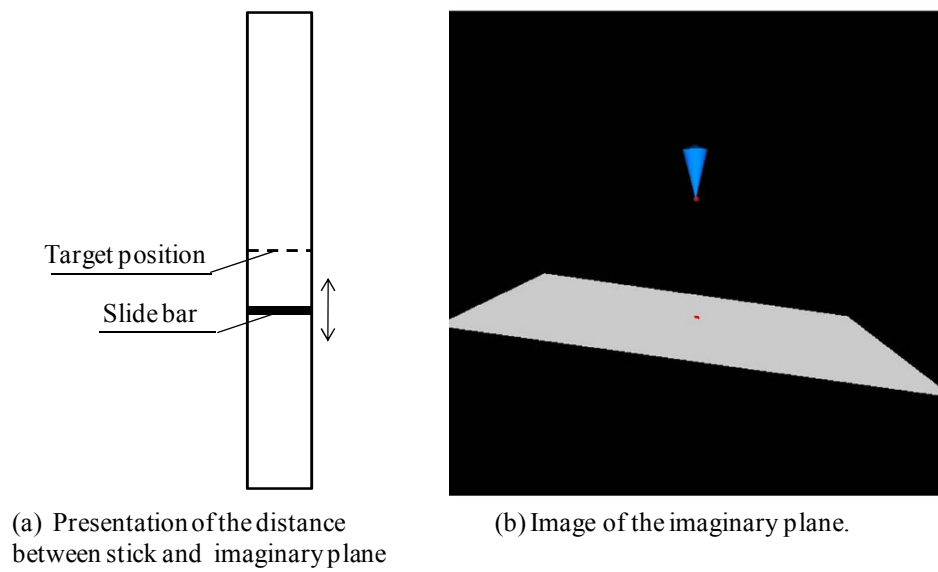 Target position
Slide bar
(a) Presentation of the distance
between stick and imaginary plane
(b) Image of the imaginary plane.